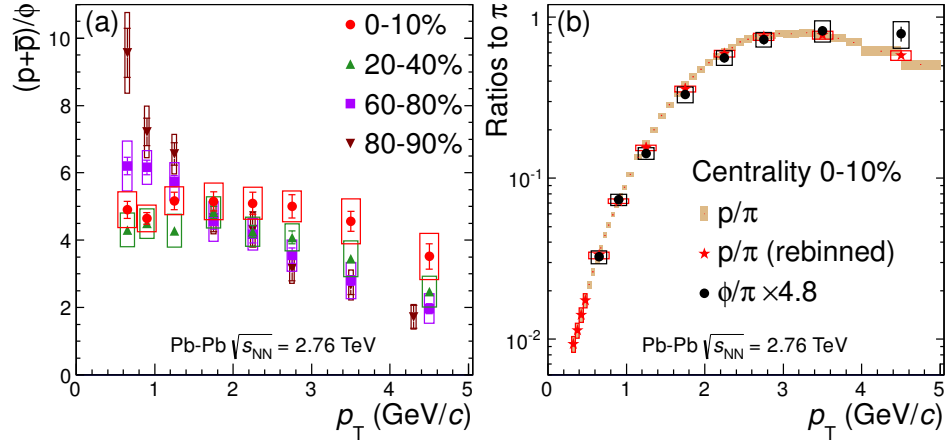 (p+p̅)/ϕ
(a)
0-10%
20-40%
60-80%
80-90%
10
8
6
4
2
0
Pb-Pb √sNN = 2.76 TeV
0 1 2 3 4 5
pT (GeV/c)
Ratios to π
(b)
1
10⁻¹
10⁻²
Centrality 0-10%
p/π
p/π (rebinned)
ϕ/π ×4.8
Pb-Pb √sNN = 2.76 TeV
0 1 2 3 4 5
pT (GeV/c)